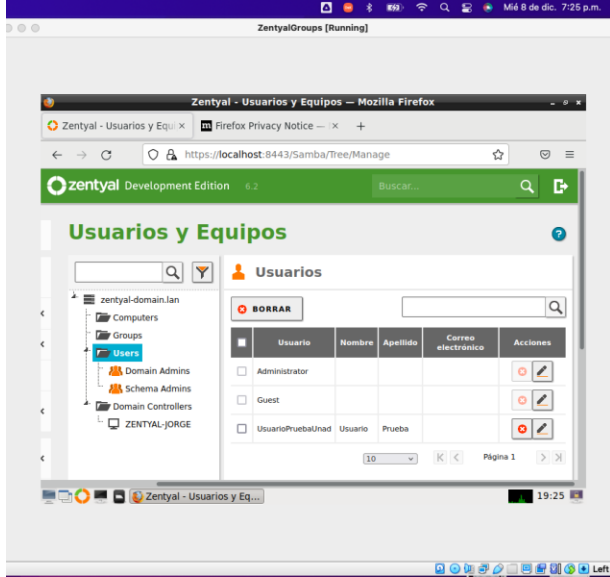 Mié 8 de dic. 7:25 p.m.
ZentyalGroups [Running]
Zentyal - Usuarios y Equipos — Mozilla Firefox
Zentyal - Usuarios y Equi
Firefox Privacy Notice —
https://localhost:8443/Samba/Tree/Manage
zentyal Development Edition 6.2
Buscar...
Usuarios y Equipos
Usuarios
zentyal-domain.lan
Computers
Groups
Users
Domain Admins
Schema Admins
Domain Controllers
ZENTYAL-JORGE
BORRAR
Usuario Nombre Apellido Correo electrónico Acciones
Administrator
Guest
UsuarioPruebaUnad Usuario Prueba
10 Página 1
Zentyal - Usuarios y Eq...
19:25
Left